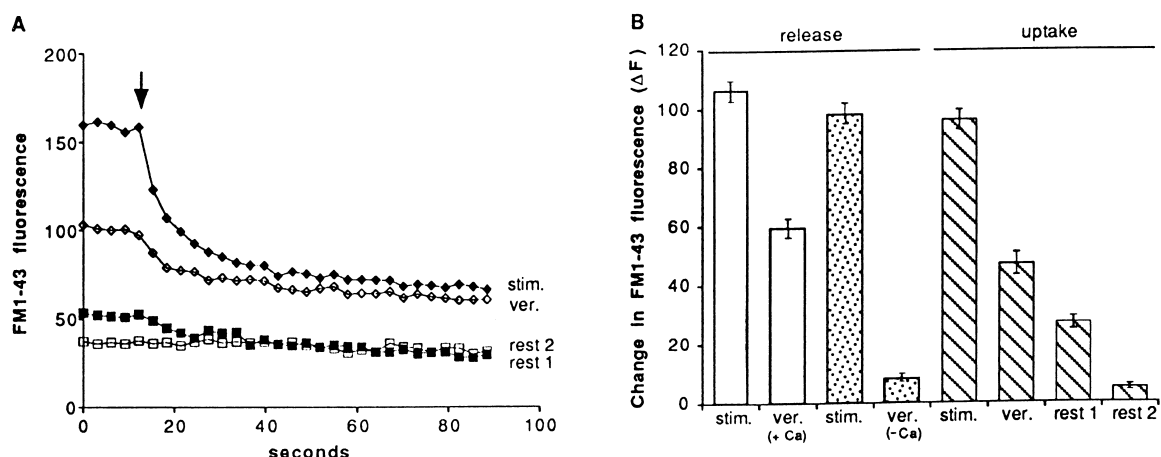 A
200
150
100
50
0
FM1-43 fluorescence
stim.
ver.
rest 2
rest 1
0 20 40 60 80 100
seconds
B
release uptake
120
100
80
60
40
20
0
Change in FM1-43 fluorescence (ΔF)
stim. ver. stim. ver. stim. ver. rest 1 rest 2
(+ Ca) (−Ca)